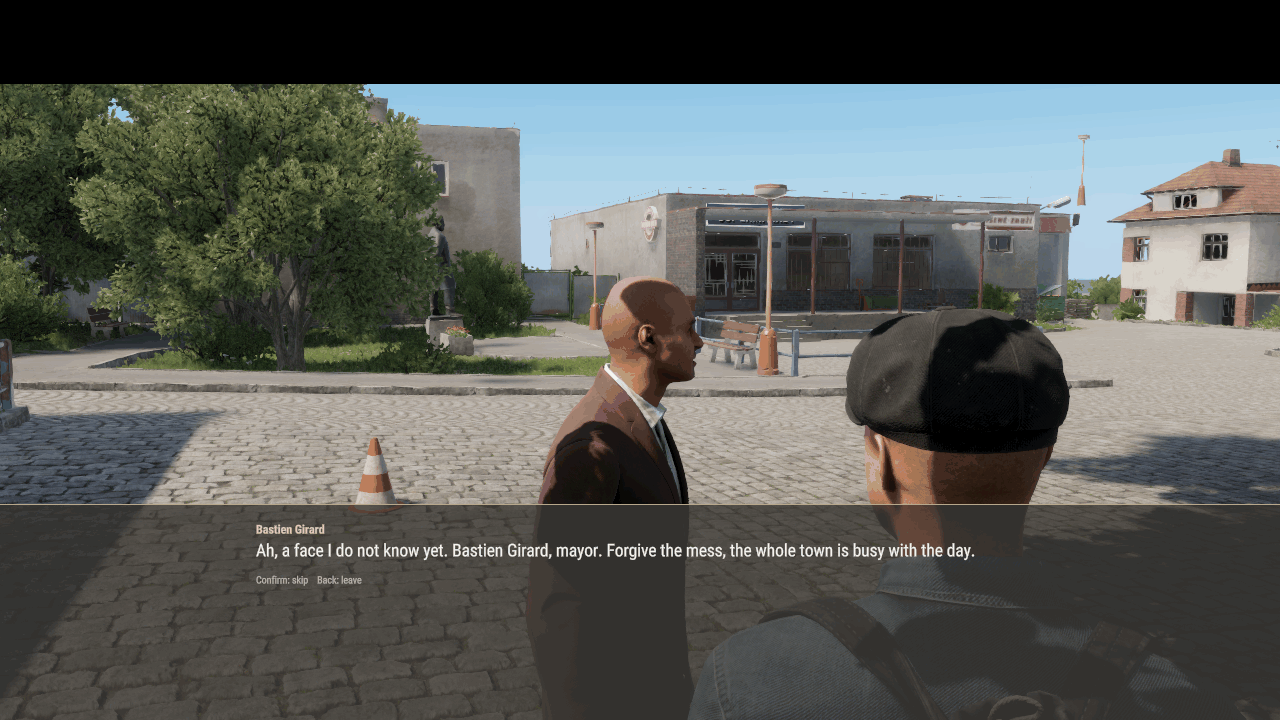 Bastien Girard
Ah, a face I do not know yet. Bastien Girard, mayor. Forgive the mess, the whole town is busy with the day.
Confirm: skip Back: leave